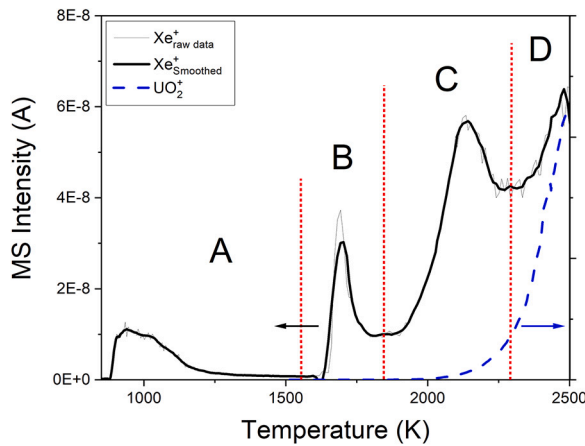 8E-8
6E-8
4E-8
2E-8
0E+0
MS Intensity (A)
Xe+raw data
Xe+Smoothed
UO2+
A
B
C
D
1000
1500
2000
2500
Temperature (K)